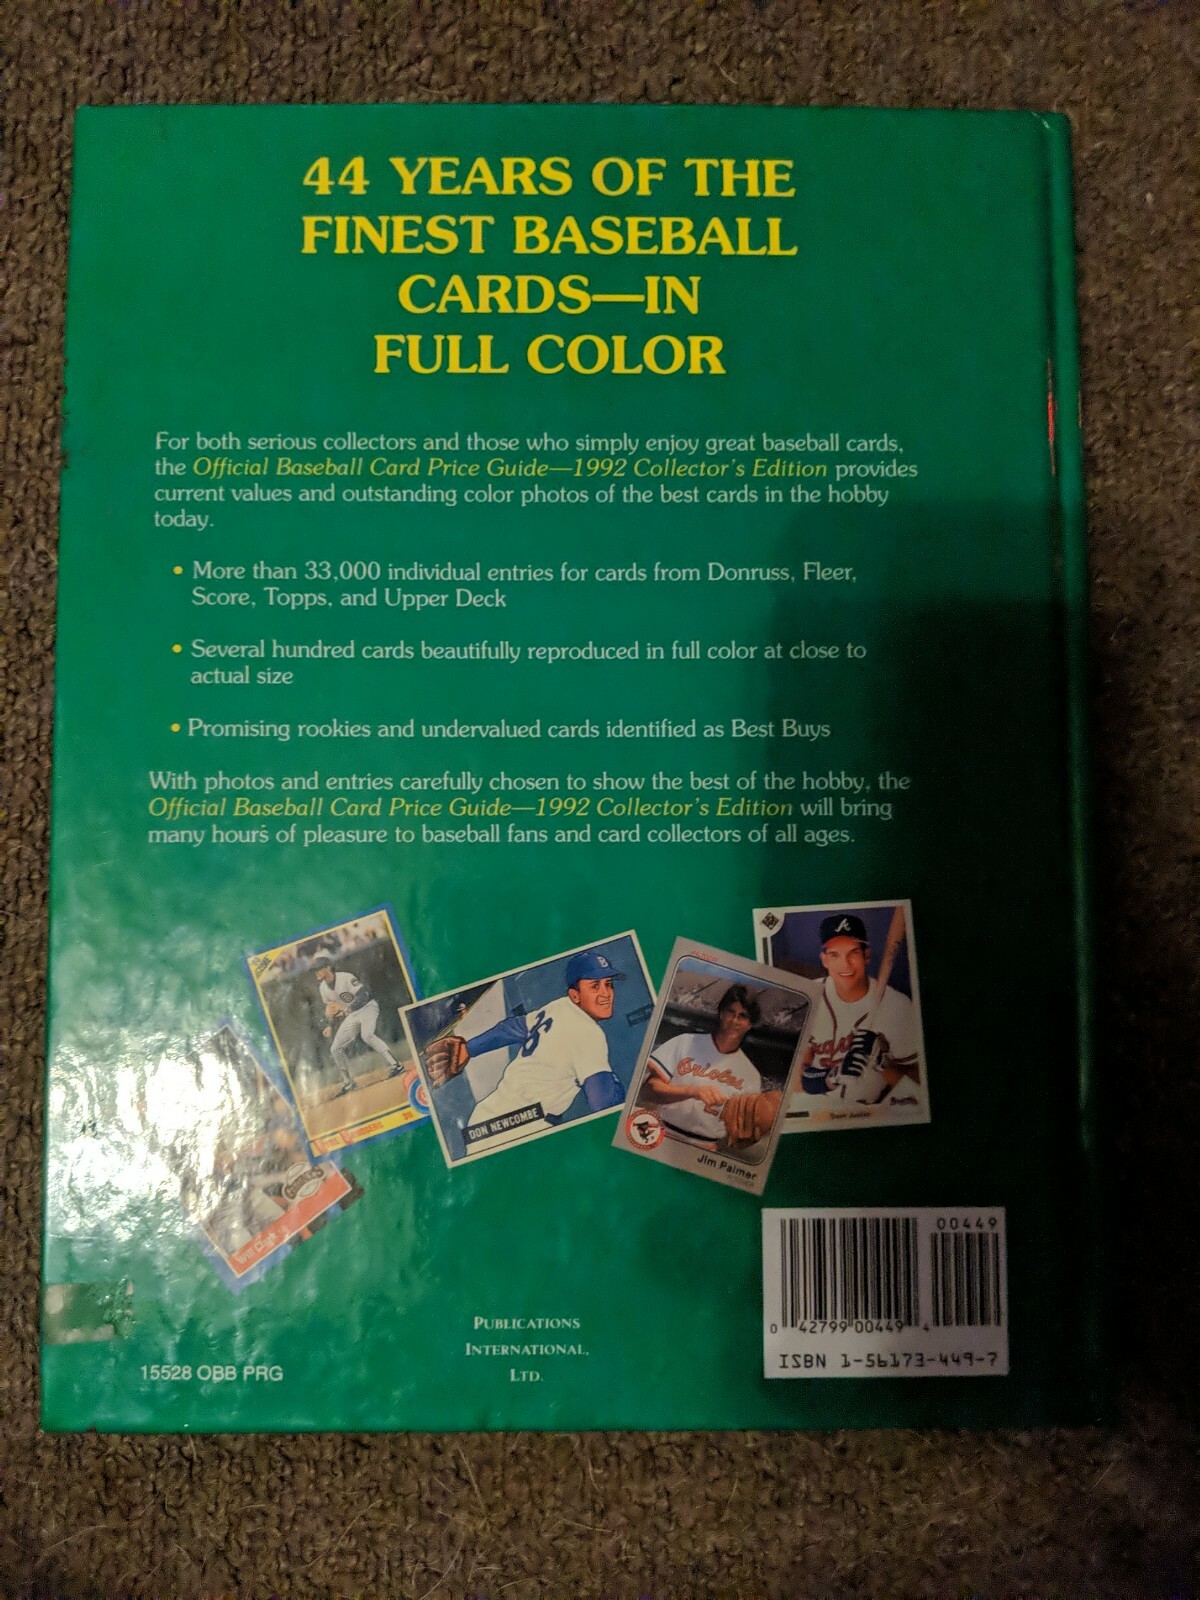 44 YEARS OF THE
FINEST BASEBALL
CARDS—IN
FULL COLOR
For both serious collectors and those who simply enjoy great baseball cards,
the Official Baseball Card Price Guide—1992 Collector's Edition provides
current values and outstanding color photos of the best cards in the hobby
today.
• More than 33,000 individual entries for cards from Donruss, Fleer,
Score, Topps, and Upper Deck
• Several hundred cards beautifully reproduced in full color at close to
actual size
• Promising rookies and undervalued cards identified as Best Buys
With photos and entries carefully chosen to show the best of the hobby, the
Official Baseball Card Price Guide—1992 Collector's Edition will bring
many hours of pleasure to baseball fans and card collectors of all ages.
SCORE
A
B
DON NEWCOMBE
Orioles
Jim Palmer
Giants
Will Clark
00449
0 42799 00449 4
ISBN 1-56173-449-7
PUBLICATIONS
INTERNATIONAL,
LTD.
15528 OBB PRG